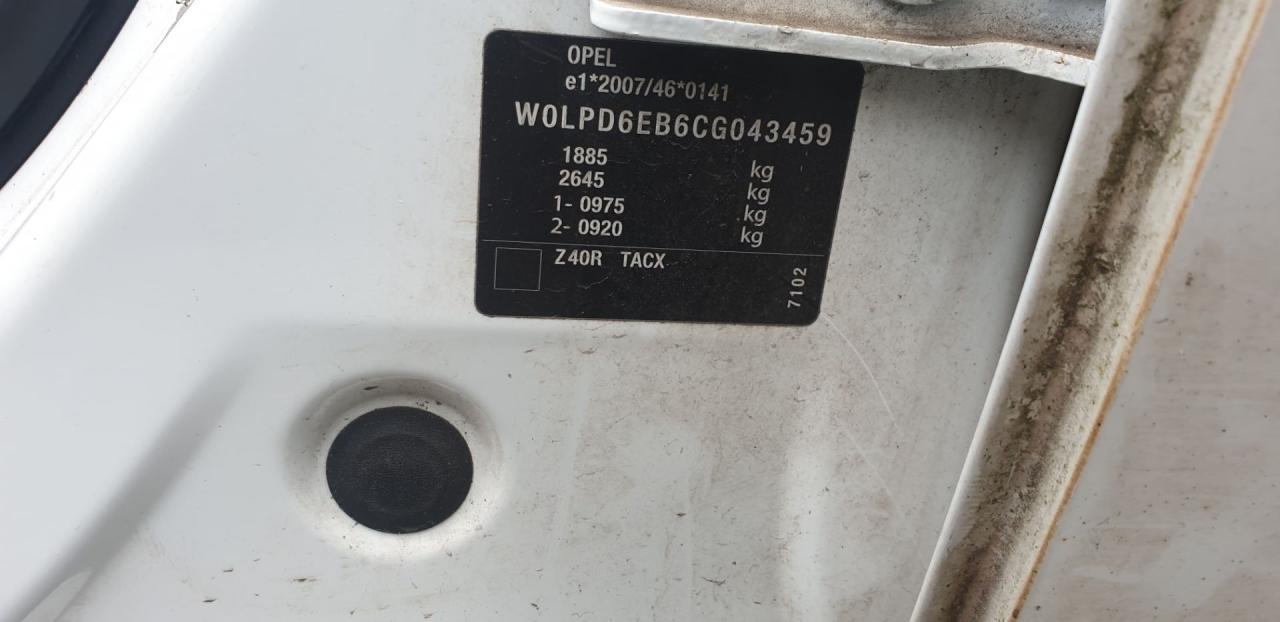 OPEL
e1*2007/46*0141
W0LPD6EB6CG043459
1885 kg
2645 kg
1- 0975 kg
2- 0920 kg
Z40R TACX
7102